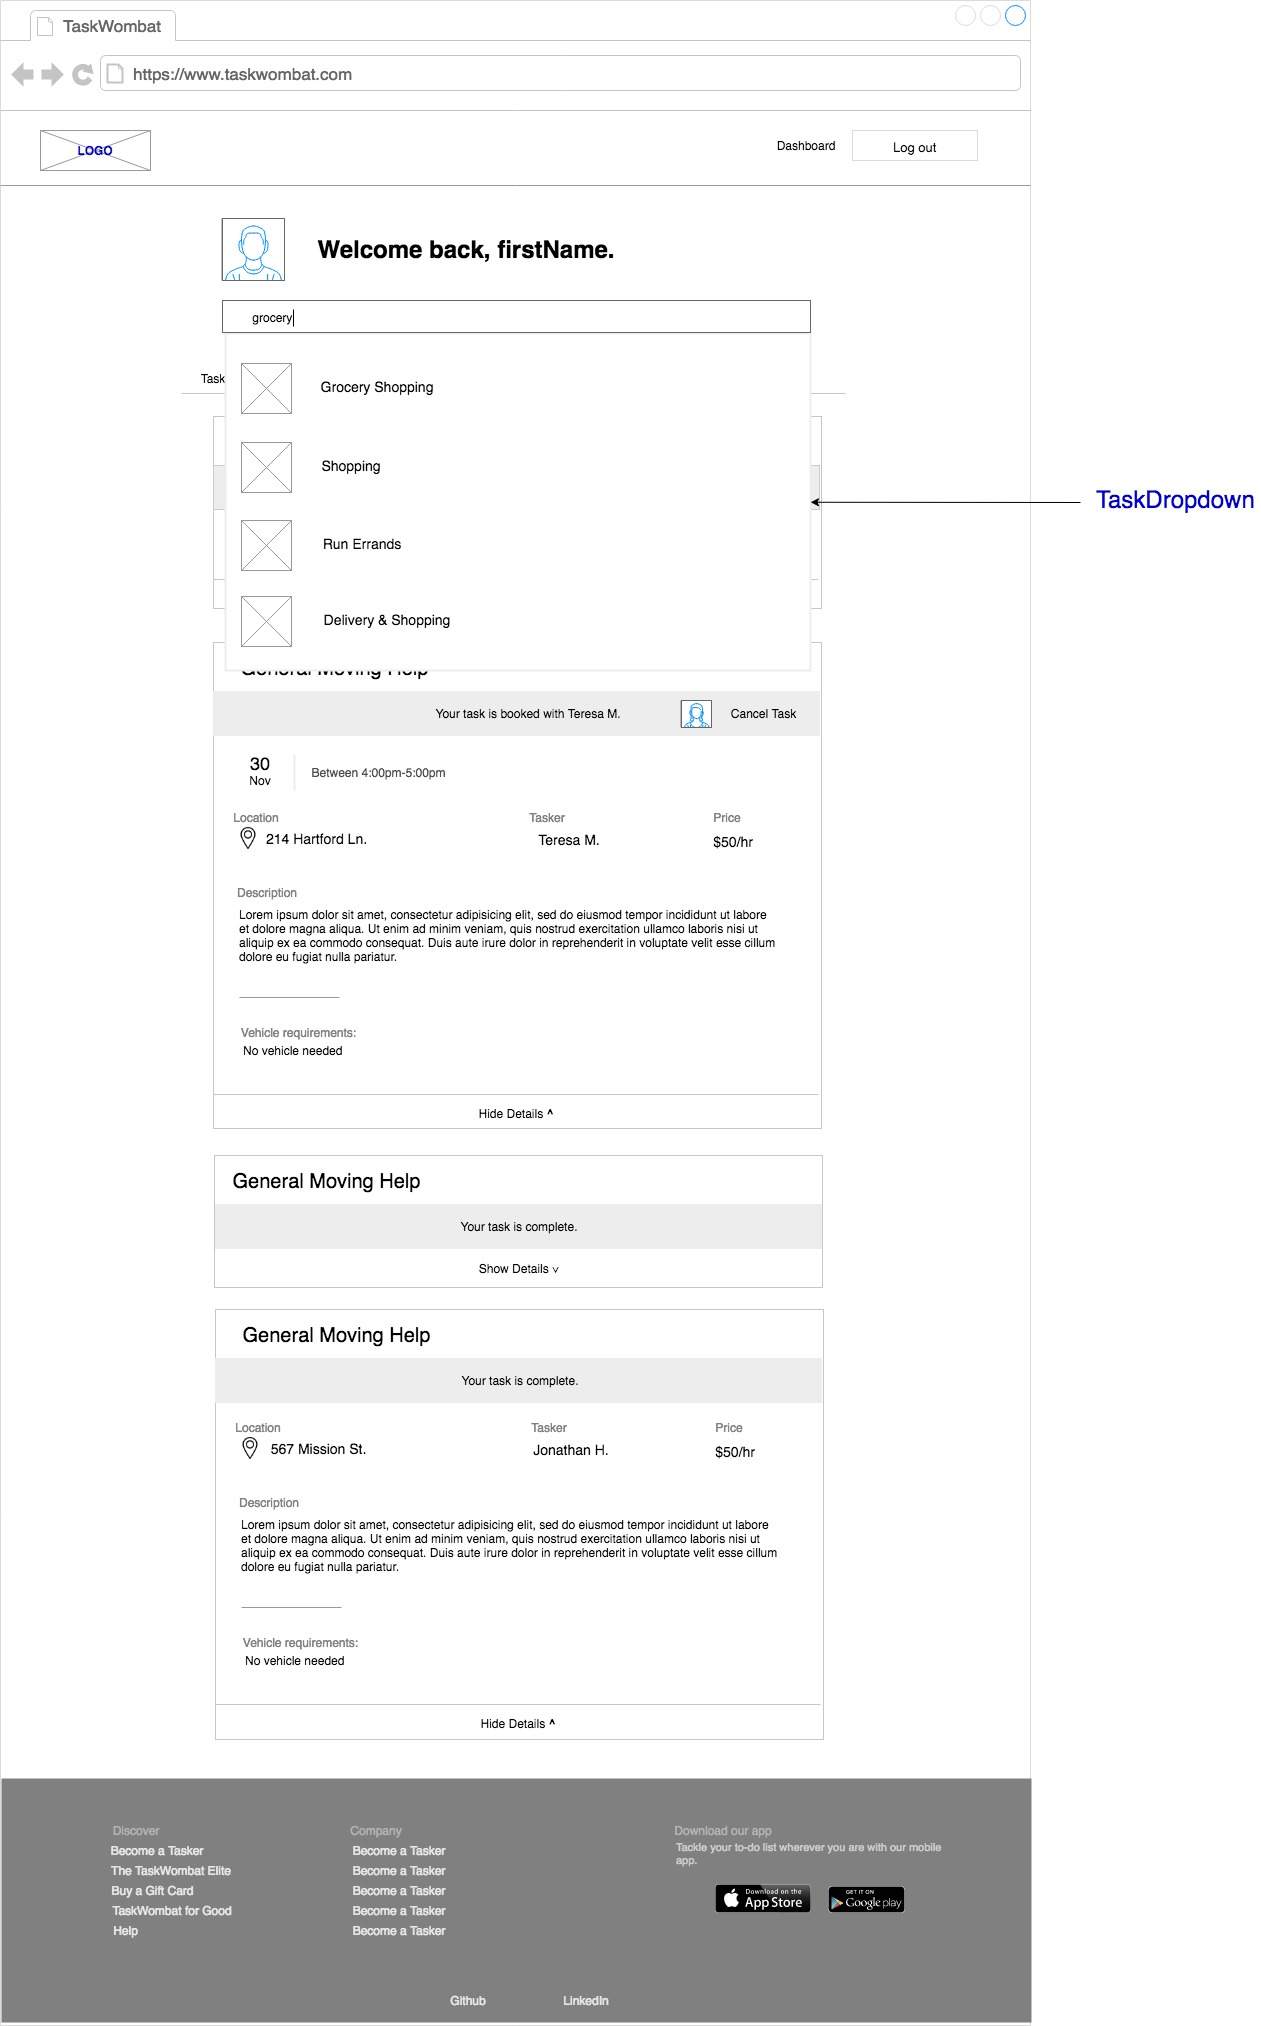 TaskWombat
https://www.taskwombat.com
LOGO
Dashboard
Log out
Welcome back, firstName.
grocery
Task
Grocery Shopping
Shopping
TaskDropdown
Run Errands
Delivery & Shopping
General Moving Help
Your task is booked with Teresa M.
Cancel Task
30
Nov
Between 4:00pm-5:00pm
Location
Tasker
Price
214 Hartford Ln.
Teresa M.
$50/hr
Description
Lorem ipsum dolor sit amet, consectetur adipisicing elit, sed do eiusmod tempor incididunt ut labore
et dolore magna aliqua. Ut enim ad minim veniam, quis nostrud exercitation ullamco laboris nisi ut
aliquip ex ea commodo consequat. Duis aute irure dolor in reprehenderit in voluptate velit esse cillum
dolore eu fugiat nulla pariatur.
Vehicle requirements:
No vehicle needed
Hide Details ^
General Moving Help
Your task is complete.
Show Details v
General Moving Help
Your task is complete.
Location
Tasker
Price
567 Mission St.
Jonathan H.
$50/hr
Description
Lorem ipsum dolor sit amet, consectetur adipisicing elit, sed do eiusmod tempor incididunt ut labore
et dolore magna aliqua. Ut enim ad minim veniam, quis nostrud exercitation ullamco laboris nisi ut
aliquip ex ea commodo consequat. Duis aute irure dolor in reprehenderit in voluptate velit esse cillum
dolore eu fugiat nulla pariatur.
Vehicle requirements:
No vehicle needed
Hide Details ^
Discover
Become a Tasker
The TaskWombat Elite
Buy a Gift Card
TaskWombat for Good
Help
Company
Become a Tasker
Become a Tasker
Become a Tasker
Become a Tasker
Become a Tasker
Download our app
Tackle your to-do list wherever you are with our mobile
app.
Download on the
App Store
GET IT ON
Google play
Github
LinkedIn